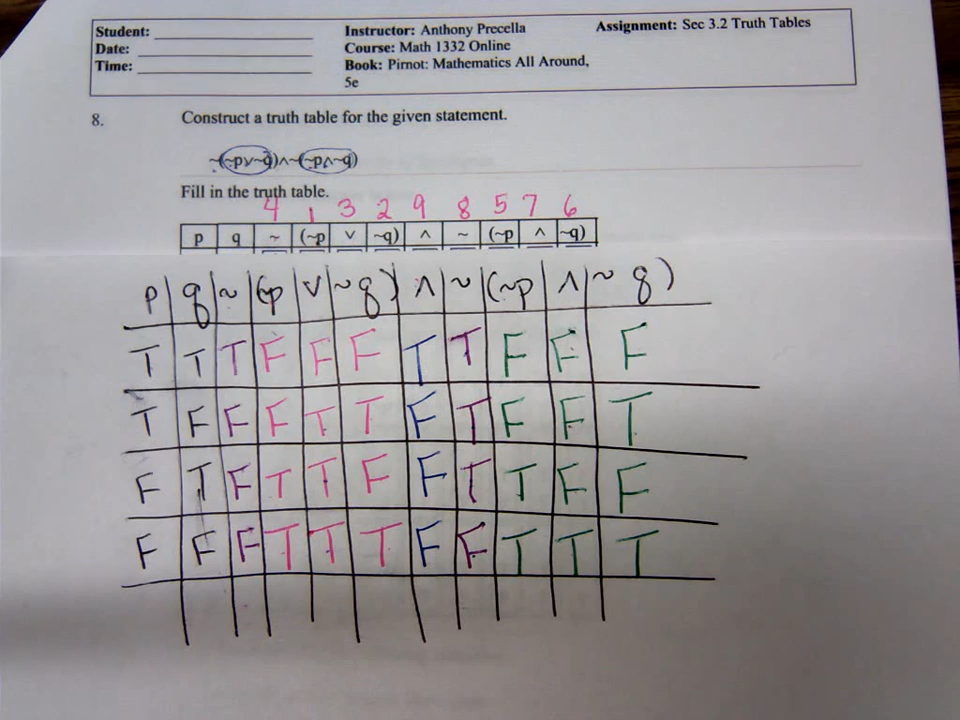 Student: Instructor: Anthony Precella Assignment: Sec 3.2 Truth Tables
Date: Course: Math 1332 Online
Time: Book: Pirnot: Mathematics All Around,
5e
8. Construct a truth table for the given statement.
~(~p∨~q)∧~(~p∧~q)
Fill in the truth table.
4 1 3 2 9 8 5 7 6
p q ~ (~p ∨ ~q) ∧ ~ (~p ∧ ~q)
p q ~ (~p ∨ ~q) ∧ ~ (~p ∧ ~q)
T T T F F F T T F F F
T F F F T T F T F F T
F T F T T F F T T F F
F F F T T T F F T T T